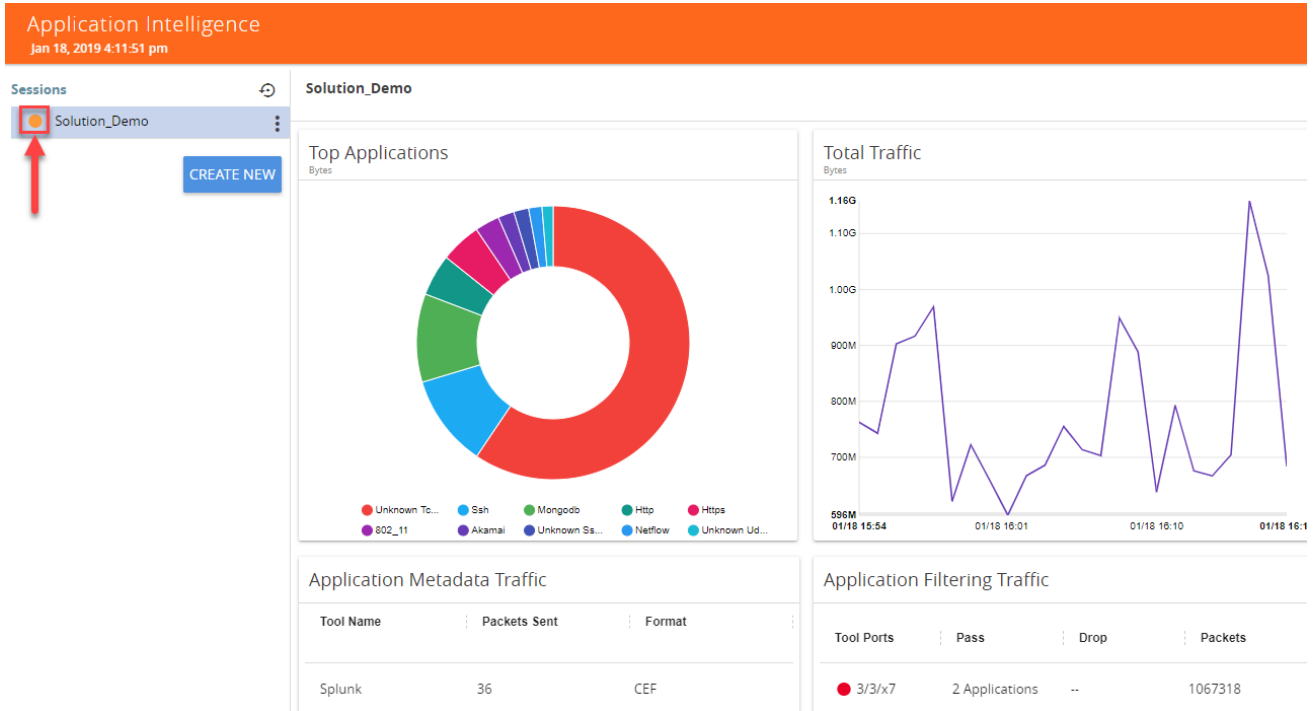 Application Intelligence
Jan 18, 2019 4:11:51 pm
Sessions
Solution_Demo
CREATE NEW
Solution_Demo
Top Applications
Bytes
Unknown Tc... Ssh Mongodb Http Https
802_11 Akamai Unknown Ss... Netflow Unknown Ud...
Total Traffic
Bytes
1.16G
1.10G
1.00G
900M
800M
700M
596M
01/18 15:54 01/18 16:01 01/18 16:10 01/18 16:1
Application Metadata Traffic
Tool Name Packets Sent Format
Splunk 36 CEF
Application Filtering Traffic
Tool Ports Pass Drop Packets
3/3/x7 2 Applications -- 1067318